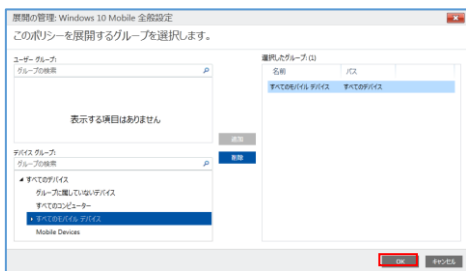 展開の管理: Windows 10 Mobile 全般設定
このポリシーを展開するグループを選択します。
ユーザー グループ:
グループの検索
表示する項目はありません
デバイス グループ:
グループの検索
すべてのデバイス
グループに属していないデバイス
すべてのコンピューター
すべてのモバイル デバイス
Mobile Devices
追加
削除
選択したグループ: (1)
名前 パス
すべてのモバイル デバイス すべてのデバイス
OK キャンセル